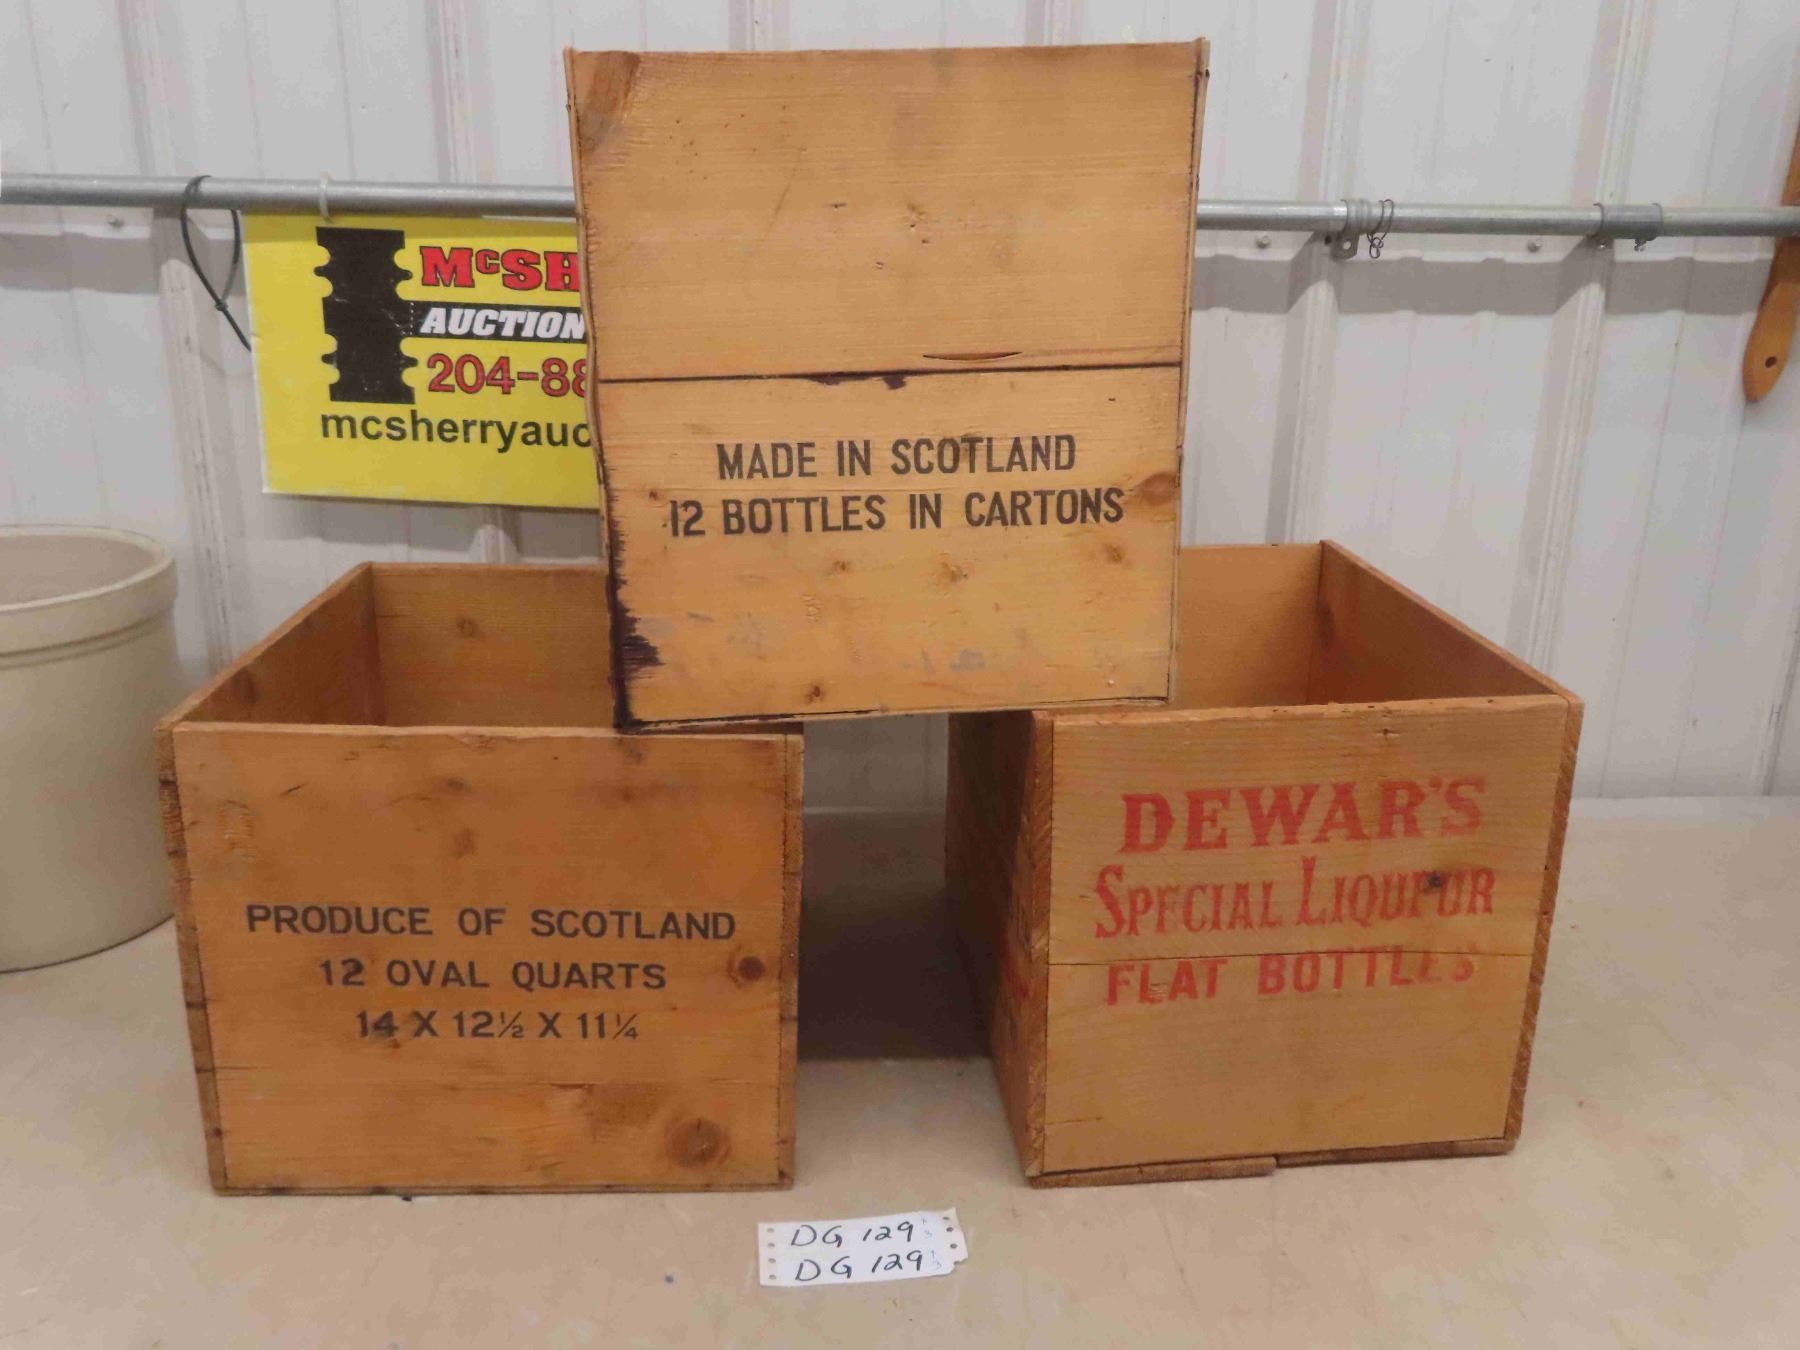 McSH
AUCTION
204-88
mcsherryauc
MADE IN SCOTLAND
12 BOTTLES IN CARTONS
PRODUCE OF SCOTLAND
12 OVAL QUARTS
14 X 12½ X 11¼
DEWAR'S
SPECIAL LIQUEUR
FLAT BOTTLES
DG 129
DG 129